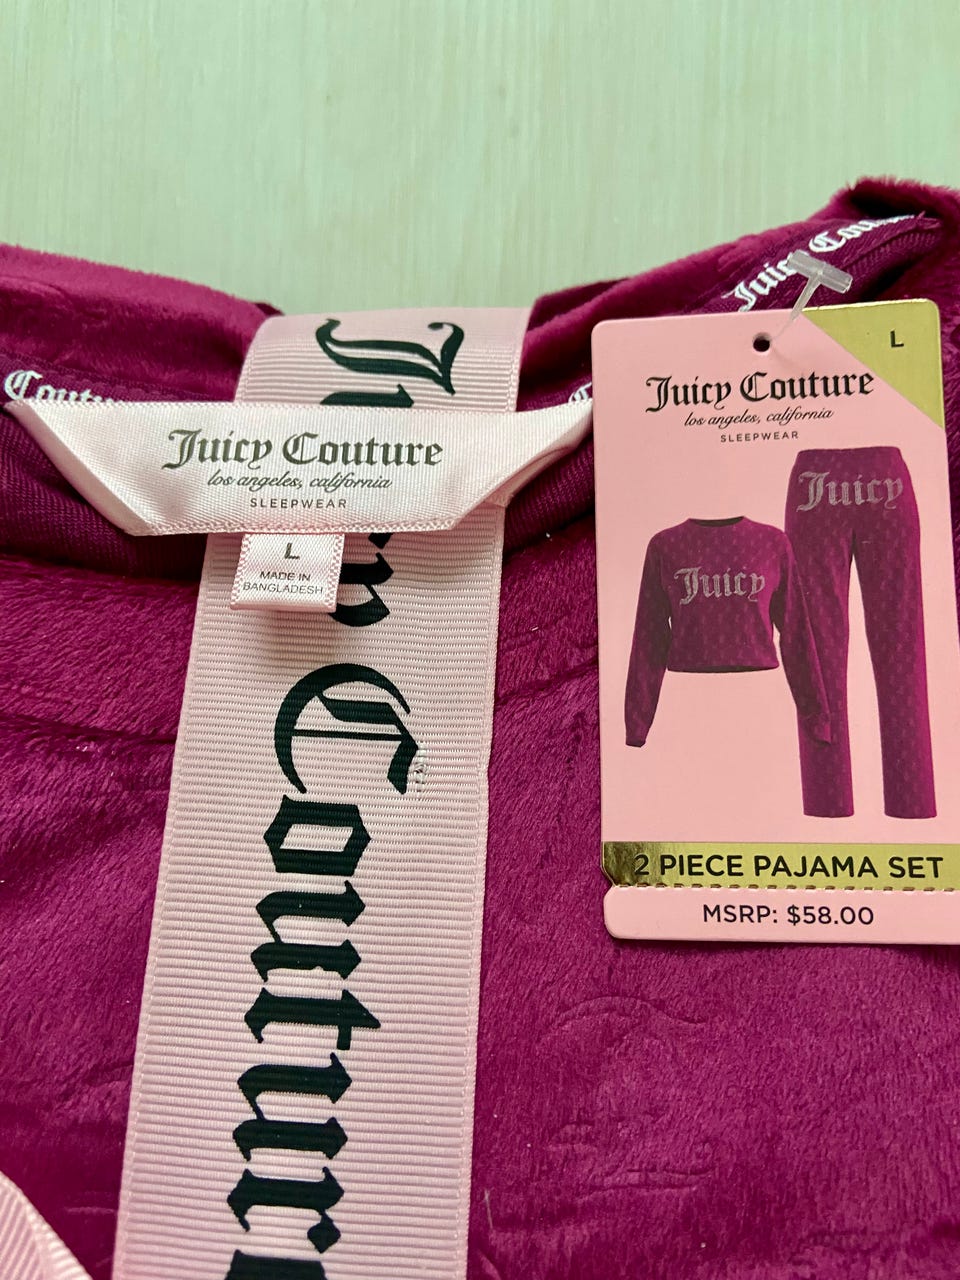 Couture
Juicy Couture
Juicy Couture
los angeles, california
SLEEPWEAR
L
MADE IN
BANGLADESH
Juicy Couture
L
Juicy Couture
los angeles, california
SLEEPWEAR
Juicy
Juicy
2 PIECE PAJAMA SET
MSRP: $58.00